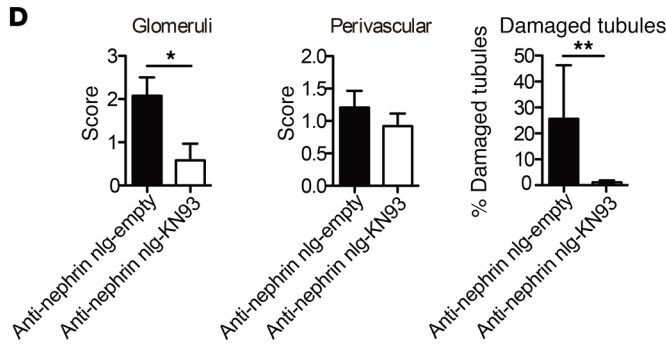 D
Glomeruli
Score
3
2
1
0
*
Anti-nephrin nlg-empty
Anti-nephrin nlg-KN93
Perivascular
Score
2.0
1.5
1.0
0.5
0.0
Anti-nephrin nlg-empty
Anti-nephrin nlg-KN93
Damaged tubules
% Damaged tubules
50
40
30
20
10
0
**
Anti-nephrin nlg-empty
Anti-nephrin nlg-KN93